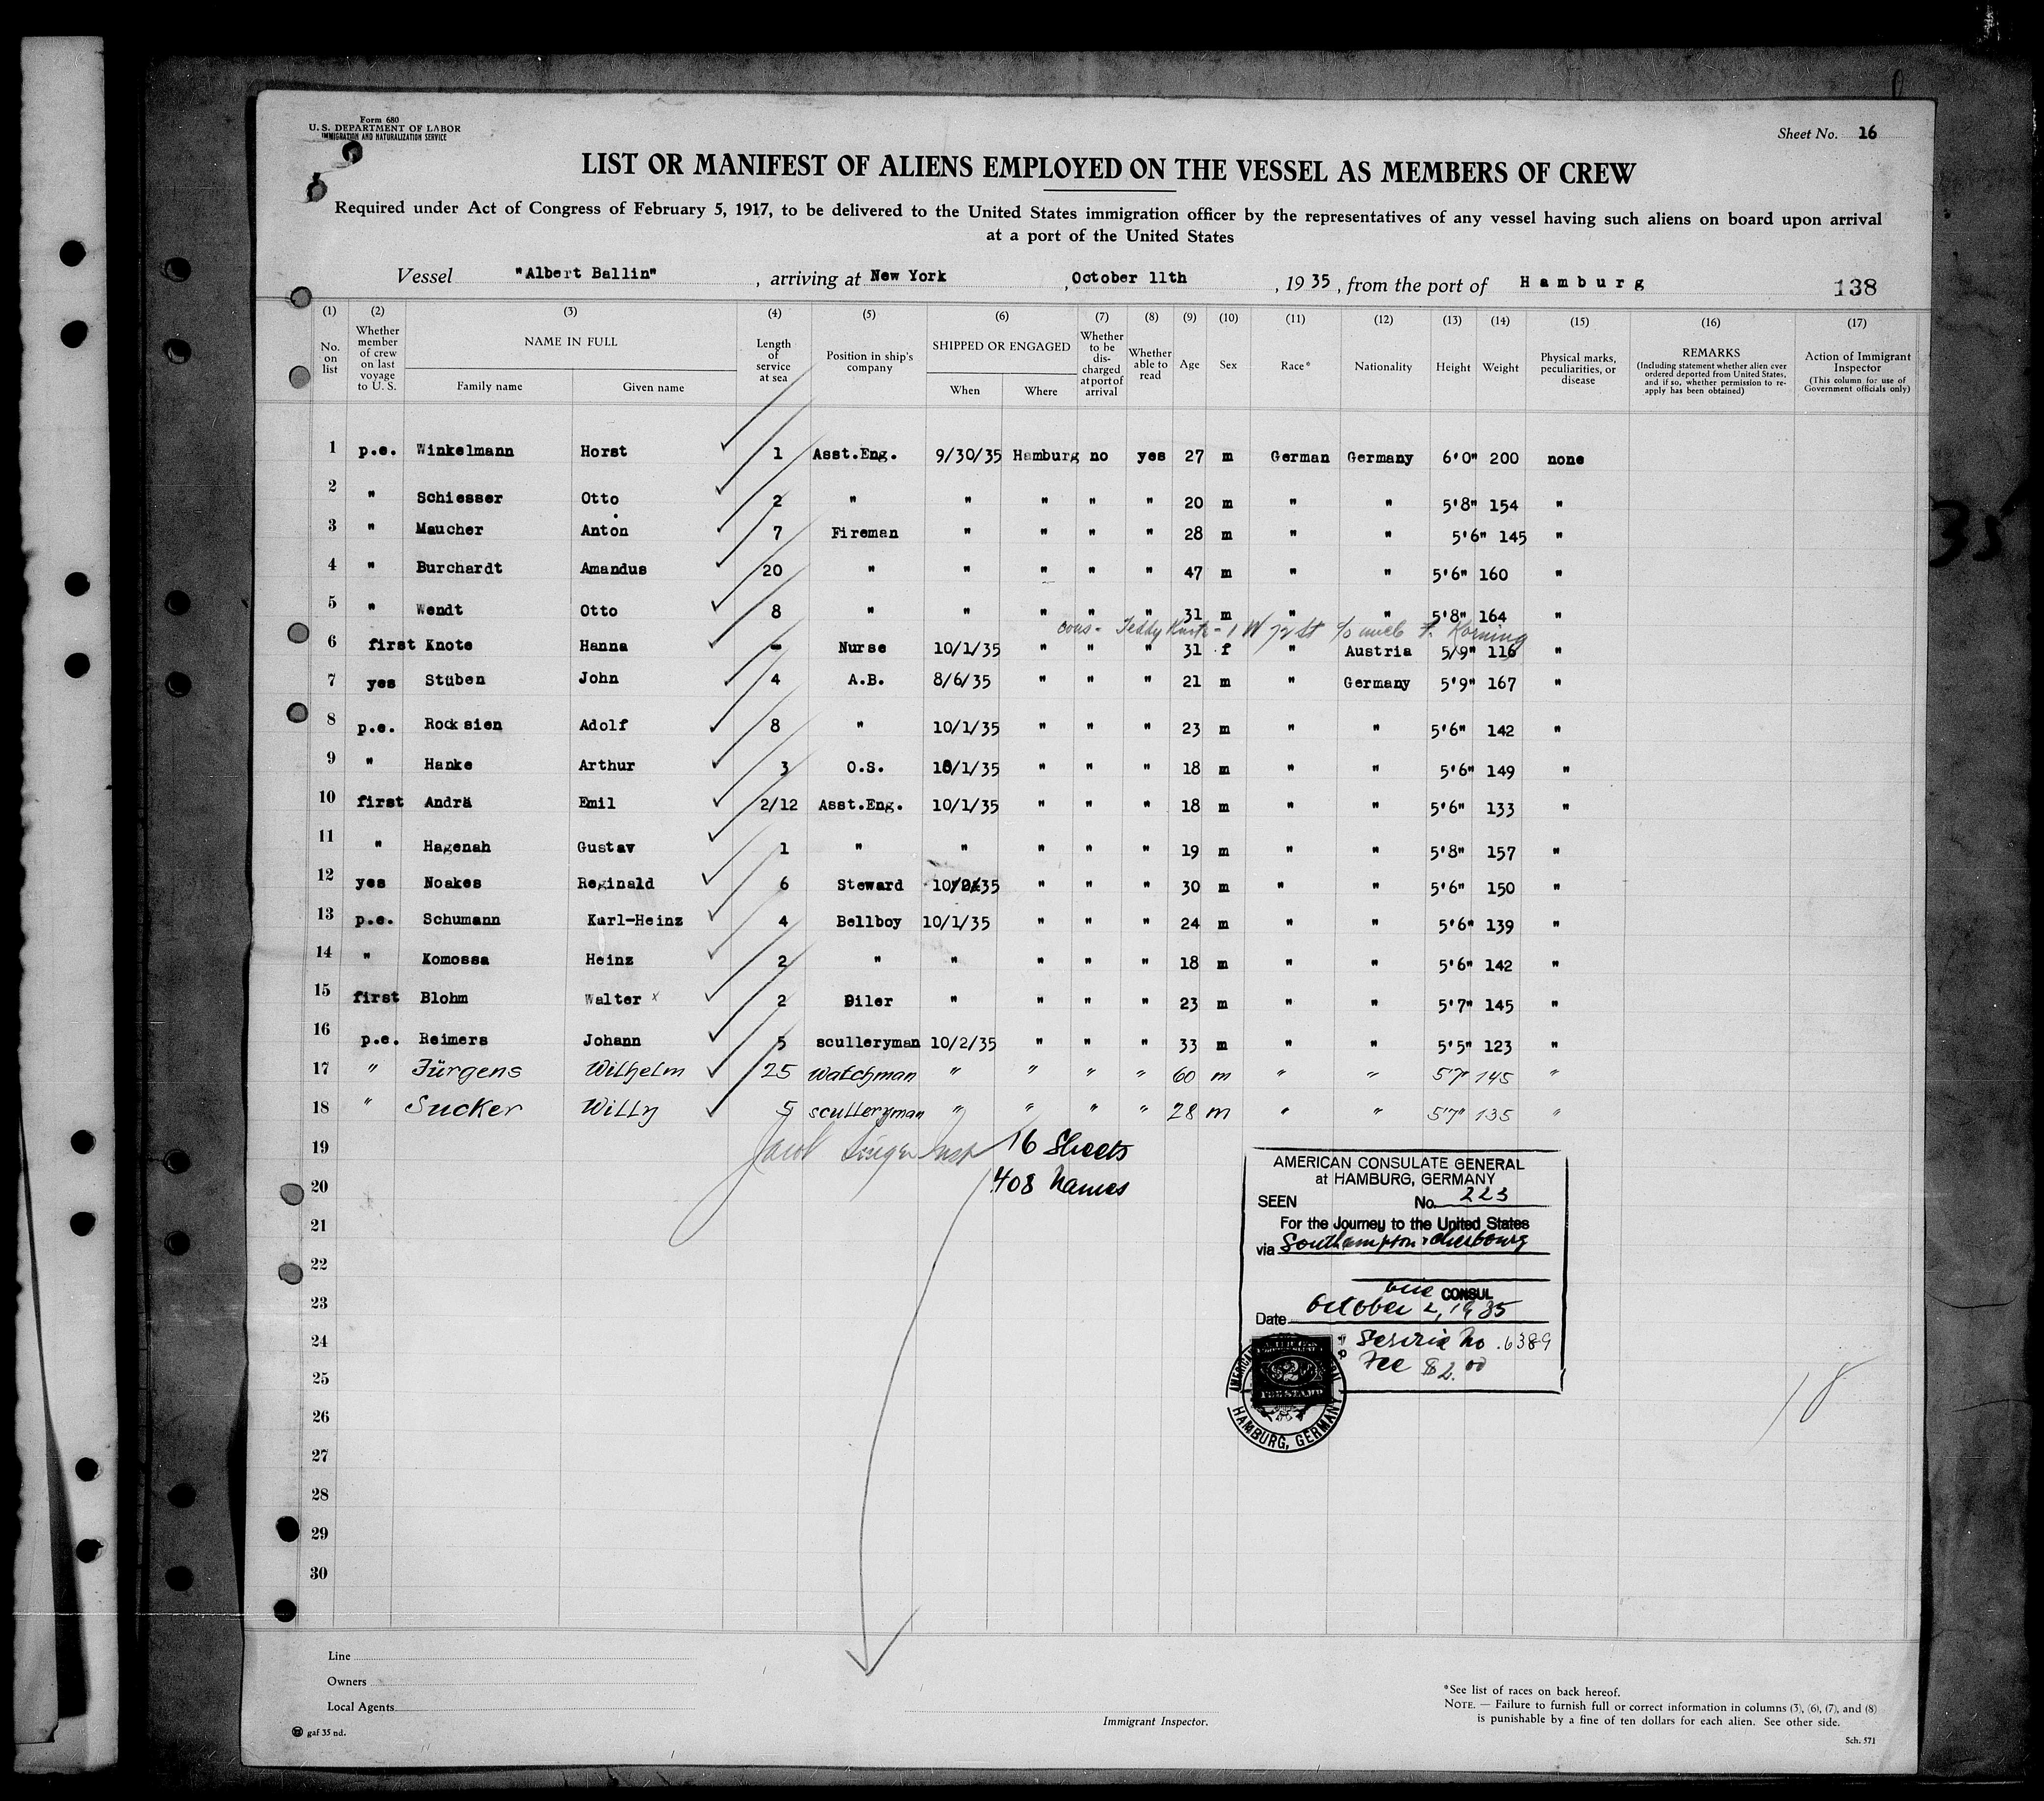 Form 680
U. S. DEPARTMENT OF LABOR
IMMIGRATION AND NATURALIZATION SERVICE
Sheet No. 16
LIST OR MANIFEST OF ALIENS EMPLOYED ON THE VESSEL AS MEMBERS OF CREW
Required under Act of Congress of February 5, 1917, to be delivered to the United States immigration officer by the representatives of any vessel having such aliens on board upon arrival
at a port of the United States
Vessel "Albert Ballin", arriving at New York, October 11th, 1935, from the port of Hamburg 138
(1) No. on list
(2) Whether member of crew on last voyage to U. S.
(3) NAME IN FULL Family name Given name
(4) Length of service at sea
(5) Position in ship's company
(6) SHIPPED OR ENGAGED When Where
(7) Whether to be discharged at port of arrival
(8) Whether able to read
(9) Age
(10) Sex
(11) Race*
(12) Nationality
(13) Height
(14) Weight
(15) Physical marks, peculiarities, or disease
(16) REMARKS (Including statement whether alien ever ordered deported from United States, and if so, whether permission to reapply has been obtained)
(17) Action of Immigrant Inspector (This column for use of Government officials only)
1 p.e. Winkelmann Horst 1 Asst.Eng. 9/30/35 Hamburg no yes 27 m German Germany 6'0" 200 none
2 " Schiesser Otto 2 " " " " " 20 m " " 5'8" 154 "
3 " Maucher Anton 7 Fireman " " " " 28 m " " 5'6" 145 "
4 " Burchardt Amandus 20 " " " " " 47 m " " 5'6" 160 "
5 " Wendt Otto 8 " " " " " 31 m " " 5'8" 164 "
cous - Teddy Knote - 1 W 72 St c/o uncle F. Korning
6 first Knote Hanna - Nurse 10/1/35 " " " 31 f " Austria 5/9" 116 "
7 yes Stüben John 4 A.B. 8/6/35 " " " 21 m " Germany 5'9" 167 "
8 p.e. Rocksien Adolf 8 " 10/1/35 " " " 23 m " " 5'6" 142 "
9 " Hanke Arthur 3 O.S. 10/1/35 " " " 18 m " " 5'6" 149 "
10 first Andrä Emil 2/12 Asst.Eng. 10/1/35 " " " 18 m " " 5'6" 133 "
11 " Hagenah Gustav 1 " " " " " 19 m " " 5'8" 157 "
12 yes Noakes Reginald 6 Steward 10/2/35 " " " 30 m " " 5'6" 150 "
13 p.e. Schumann Karl-Heinz 4 Bellboy 10/1/35 " " " 24 m " " 5'6" 139 "
14 " Komossa Heinz 2 " " " " " 18 m " " 5'6" 142 "
15 first Blohm Walter x 2 Oiler " " " " 23 m " " 5'7" 145 "
16 p.e. Reimers Johann 5 sculleryman 10/2/35 " " " 33 m " " 5'5" 123 "
17 " Jürgens Wilhelm 25 watchman " " " " 60 m " " 5'7" 145 "
18 " Sucker Willy 5 sculleryman " " " " 28 m " " 5'7" 135 "
19 Jacob Singer Insp 16 Sheets
20 408 Names
21
22
23
24
25
26
27
28
29
30
AMERICAN CONSULATE GENERAL
at HAMBURG, GERMANY
SEEN No. 223
For the Journey to the United States
via Southampton Cherbourg
Vice CONSUL
Date October 2, 1935
Service No. 6389
Fee $2.00
$2
FEE STAMP
HAMBURG, GERMANY
18
35
Line
Owners
Local Agents
gaf 35 nd.
Immigrant Inspector.
*See list of races on back hereof.
NOTE. — Failure to furnish full or correct information in columns (3), (6), (7), and (8)
is punishable by a fine of ten dollars for each alien. See other side.
Sch. 571